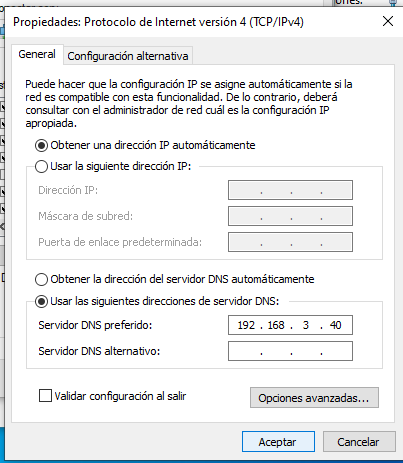 Propiedades: Protocolo de Internet versión 4 (TCP/IPv4)
General
Configuración alternativa
Puede hacer que la configuración IP se asigne automáticamente si la
red es compatible con esta funcionalidad. De lo contrario, deberá
consultar con el administrador de red cuál es la configuración IP
apropiada.
Obtener una dirección IP automáticamente
Usar la siguiente dirección IP:
Dirección IP:
Máscara de subred:
Puerta de enlace predeterminada:
Obtener la dirección del servidor DNS automáticamente
Usar las siguientes direcciones de servidor DNS:
Servidor DNS preferido: 192 . 168 . 3 . 40
Servidor DNS alternativo:
Validar configuración al salir
Opciones avanzadas...
Aceptar
Cancelar